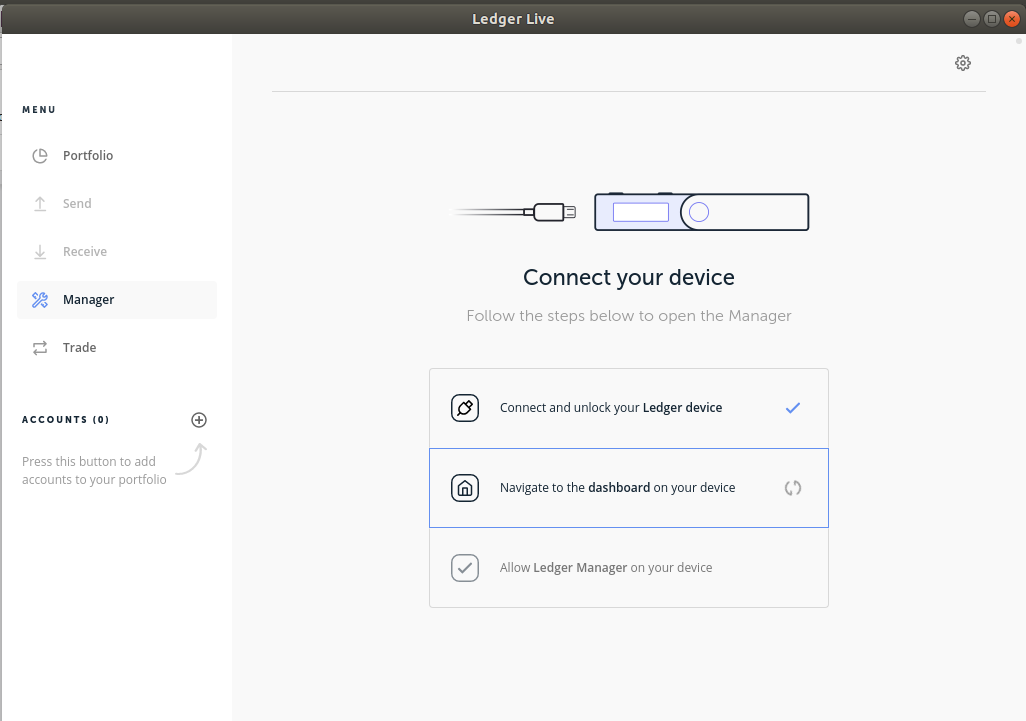 Ledger Live
MENU
Portfolio
Send
Receive
Manager
Trade
ACCOUNTS (0)
Press this button to add
accounts to your portfolio
Connect your device
Follow the steps below to open the Manager
Connect and unlock your Ledger device
Navigate to the dashboard on your device
Allow Ledger Manager on your device